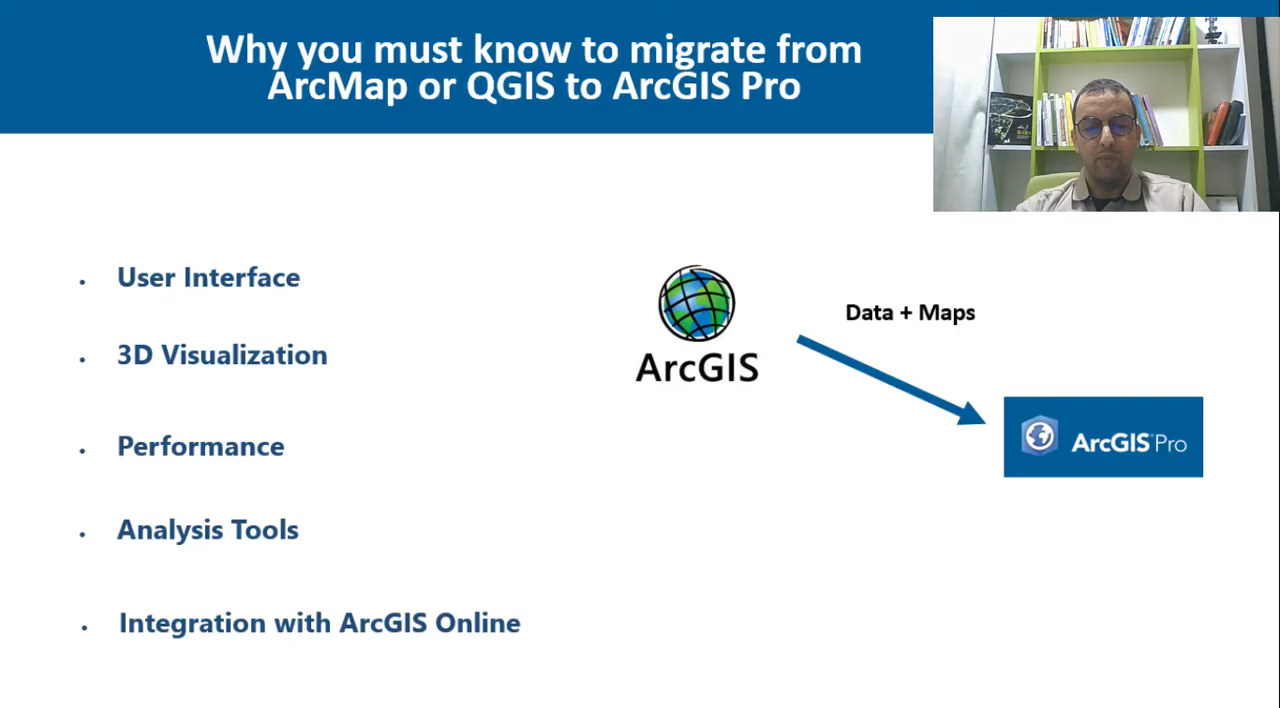 Why you must know to migrate from
ArcMap or QGIS to ArcGIS Pro
• User Interface
• 3D Visualization
• Performance
• Analysis Tools
• Integration with ArcGIS Online
ArcGIS
Data + Maps
ArcGIS Pro